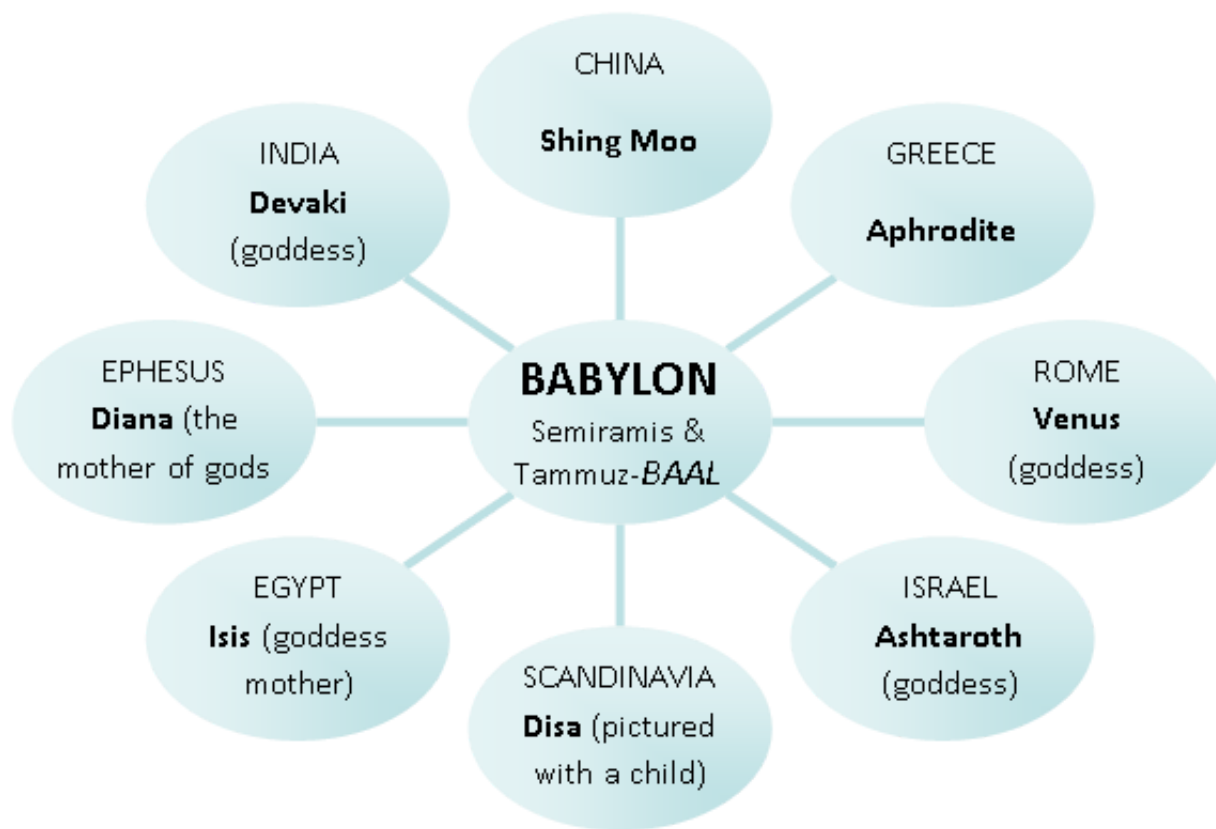 CHINA
Shing Moo
INDIA
Devaki
(goddess)
GREECE
Aphrodite
EPHESUS
Diana (the
mother of gods
BABYLON
Semiramis &
Tammuz-BAAL
ROME
Venus
(goddess)
EGYPT
Isis (goddess
mother)
SCANDINAVIA
Disa (pictured
with a child)
ISRAEL
Ashtaroth
(goddess)